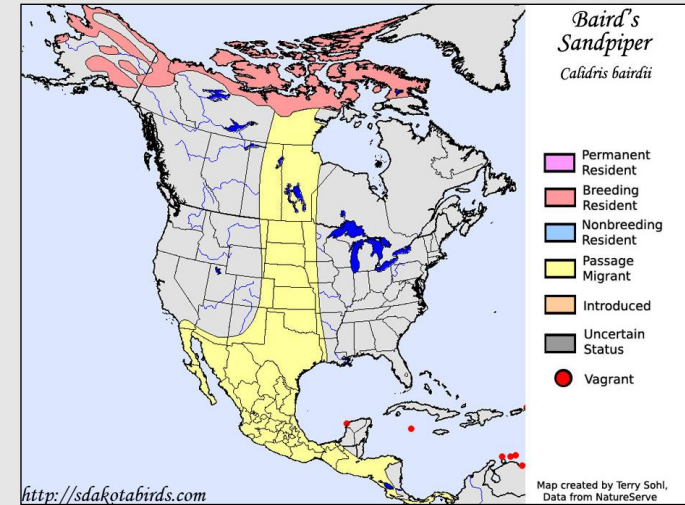 Baird's
Sandpiper
Calidris bairdii
Permanent
Resident
Breeding
Resident
Nonbreeding
Resident
Passage
Migrant
Introduced
Uncertain
Status
Vagrant
Map created by Terry Sohl,
Data from NatureServe
http://sdakotabirds.com